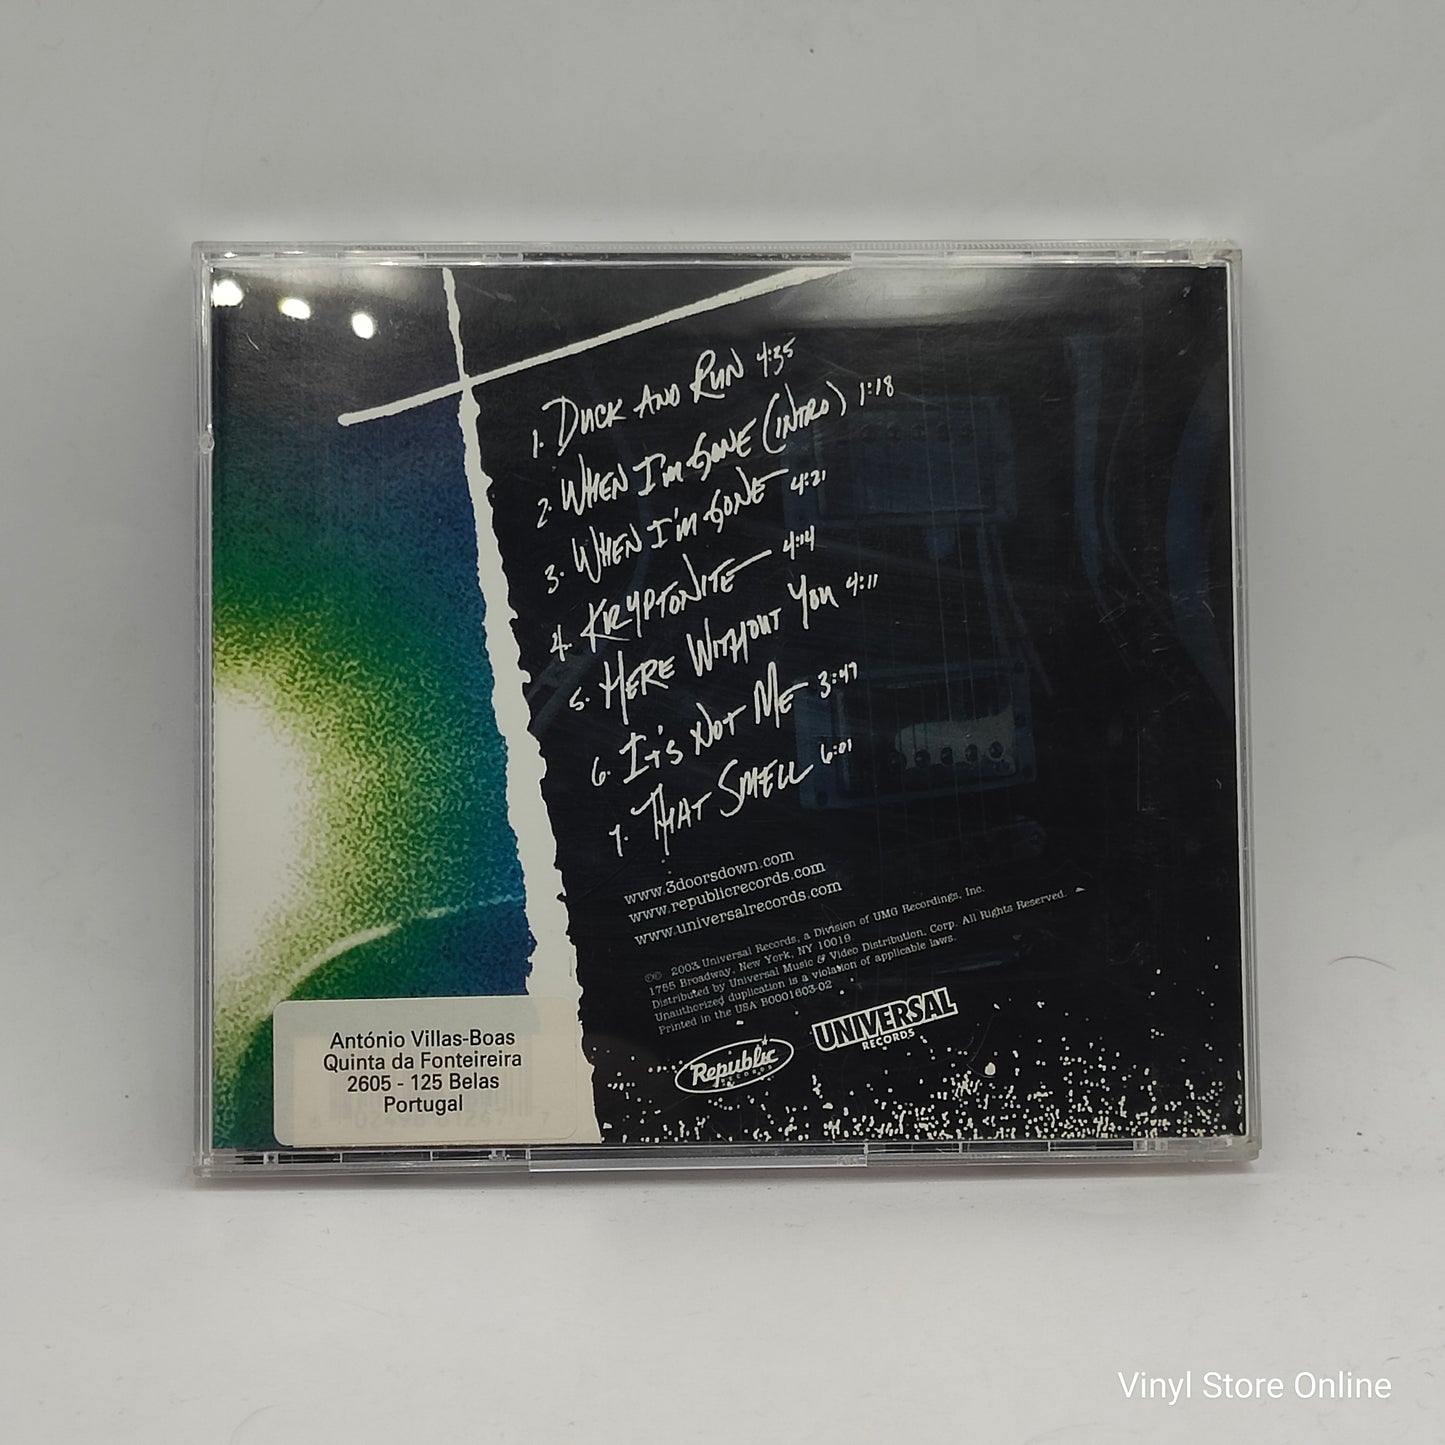 1. Duck And Run 4:35
2. When I'm Gone (intro) 1:18
3. When I'm Gone 4:21
4. Kryptonite 4:14
5. Here Without You 4:11
6. It's Not Me 3:47
7. That Smell 6:01
www.3doorsdown.com
www.republicrecords.com
www.universalrecords.com
℗© 2003 Universal Records, a Division of UMG Recordings, Inc.
1755 Broadway, New York, NY 10019
Distributed by Universal Music & Video Distribution, Corp. All Rights Reserved.
Unauthorized duplication is a violation of applicable laws.
Printed in the USA B0001603-02
Republic
RECORDS
UNIVERSAL
RECORDS
António Villas-Boas
Quinta da Fonteireira
2605 - 125 Belas
Portugal
Vinyl Store Online